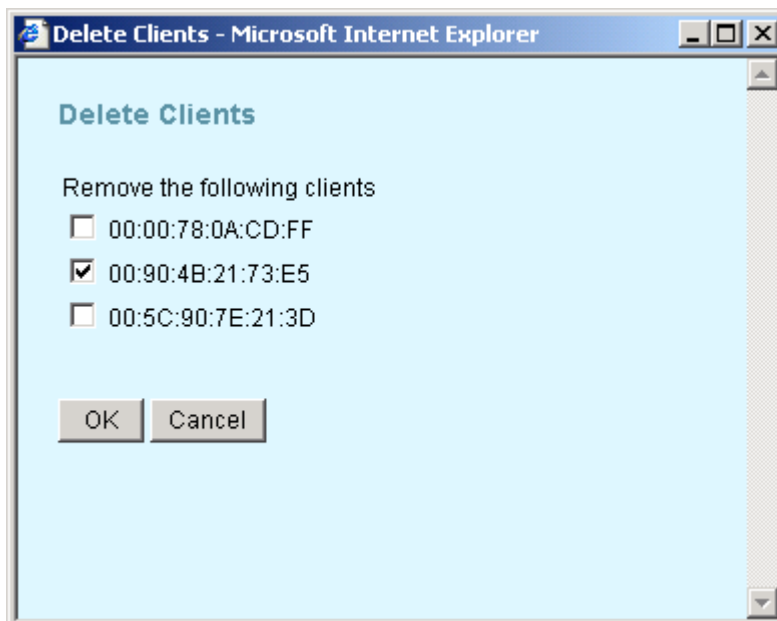 Delete Clients - Microsoft Internet Explorer
Delete Clients
Remove the following clients
00:00:78:0A:CD:FF
00:90:4B:21:73:E5
00:5C:90:7E:21:3D
OK Cancel